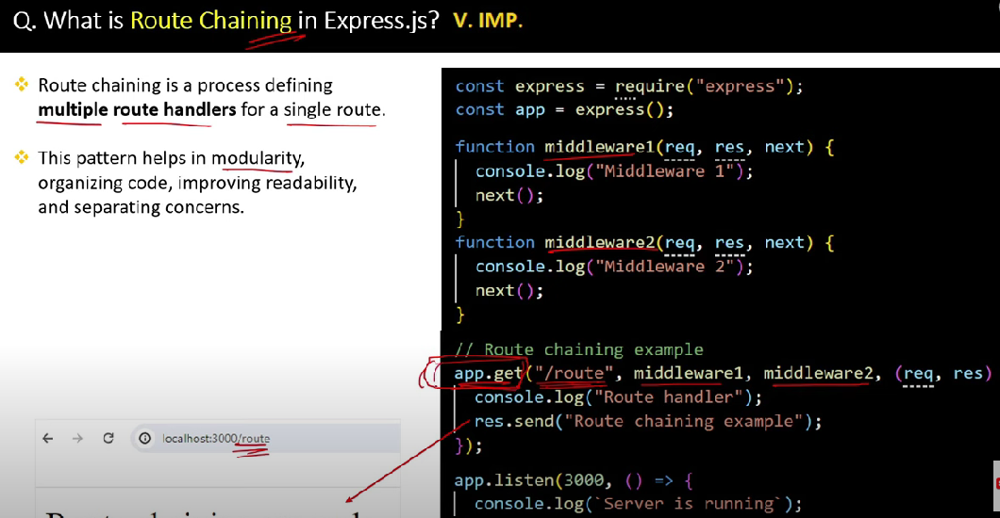 Q. What is Route Chaining in Express.js? V. IMP.
Route chaining is a process defining
multiple route handlers for a single route.
This pattern helps in modularity,
organizing code, improving readability,
and separating concerns.
const express = require("express");
const app = express();
function middleware1(req, res, next) {
console.log("Middleware 1");
next();
}
function middleware2(req, res, next) {
console.log("Middleware 2");
next();
}
// Route chaining example
app.get("/route", middleware1, middleware2, (req, res)
console.log("Route handler");
res.send("Route chaining example");
});
app.listen(3000, () => {
console.log(`Server is running`);
localhost:3000/route